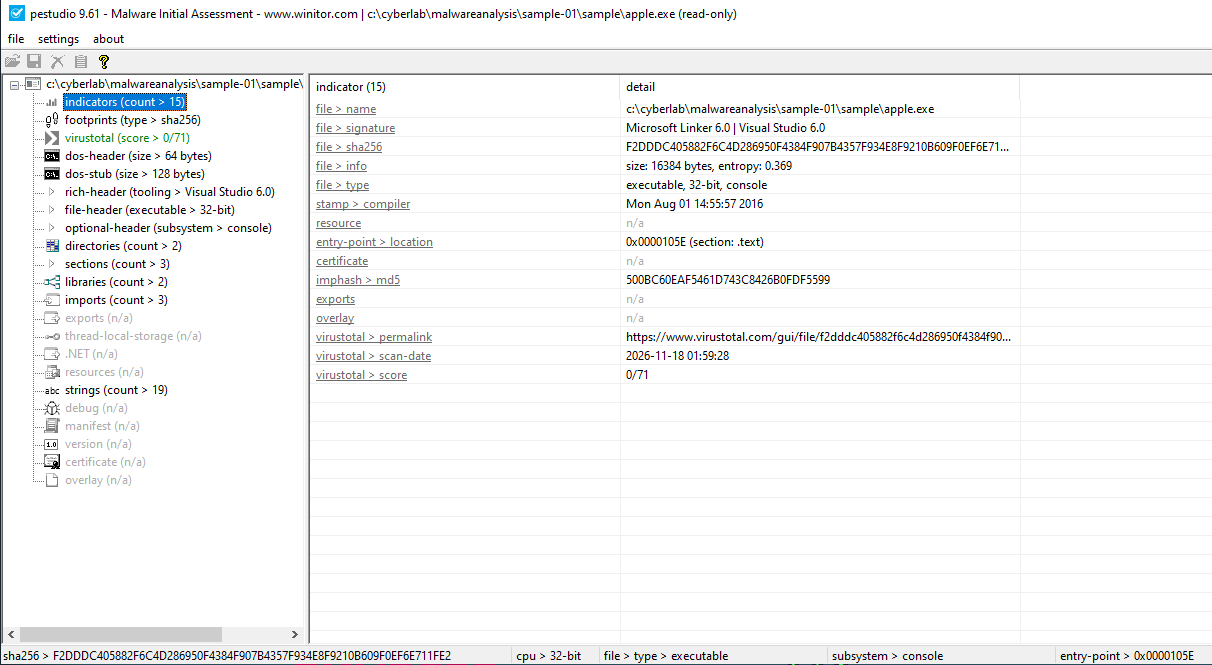 pestudio 9.61 - Malware Initial Assessment - www.winitor.com | c:\cyberlab\malwareanalysis\sample-01\sample\apple.exe (read-only)
file settings about
c:\cyberlab\malwareanalysis\sample-01\sample\
indicators (count > 15)
footprints (type > sha256)
virustotal (score > 0/71)
dos-header (size > 64 bytes)
dos-stub (size > 128 bytes)
rich-header (tooling > Visual Studio 6.0)
file-header (executable > 32-bit)
optional-header (subsystem > console)
directories (count > 2)
sections (count > 3)
libraries (count > 2)
imports (count > 3)
exports (n/a)
thread-local-storage (n/a)
.NET (n/a)
resources (n/a)
abc strings (count > 19)
debug (n/a)
manifest (n/a)
1.0 version (n/a)
certificate (n/a)
overlay (n/a)
indicator (15) detail
file > name c:\cyberlab\malwareanalysis\sample-01\sample\apple.exe
file > signature Microsoft Linker 6.0 | Visual Studio 6.0
file > sha256 F2DDDC405882F6C4D286950F4384F907B4357F934E8F9210B609F0EF6E71...
file > info size: 16384 bytes, entropy: 0.369
file > type executable, 32-bit, console
stamp > compiler Mon Aug 01 14:55:57 2016
resource n/a
entry-point > location 0x0000105E (section: .text)
certificate n/a
imphash > md5 500BC60EAF5461D743C8426B0FDF5599
exports n/a
overlay n/a
virustotal > permalink https://www.virustotal.com/gui/file/f2dddc405882f6c4d286950f4384f90...
virustotal > scan-date 2026-11-18 01:59:28
virustotal > score 0/71
sha256 > F2DDDC405882F6C4D286950F4384F907B4357F934E8F9210B609F0EF6E711FE2 cpu > 32-bit file > type > executable subsystem > console entry-point > 0x0000105E